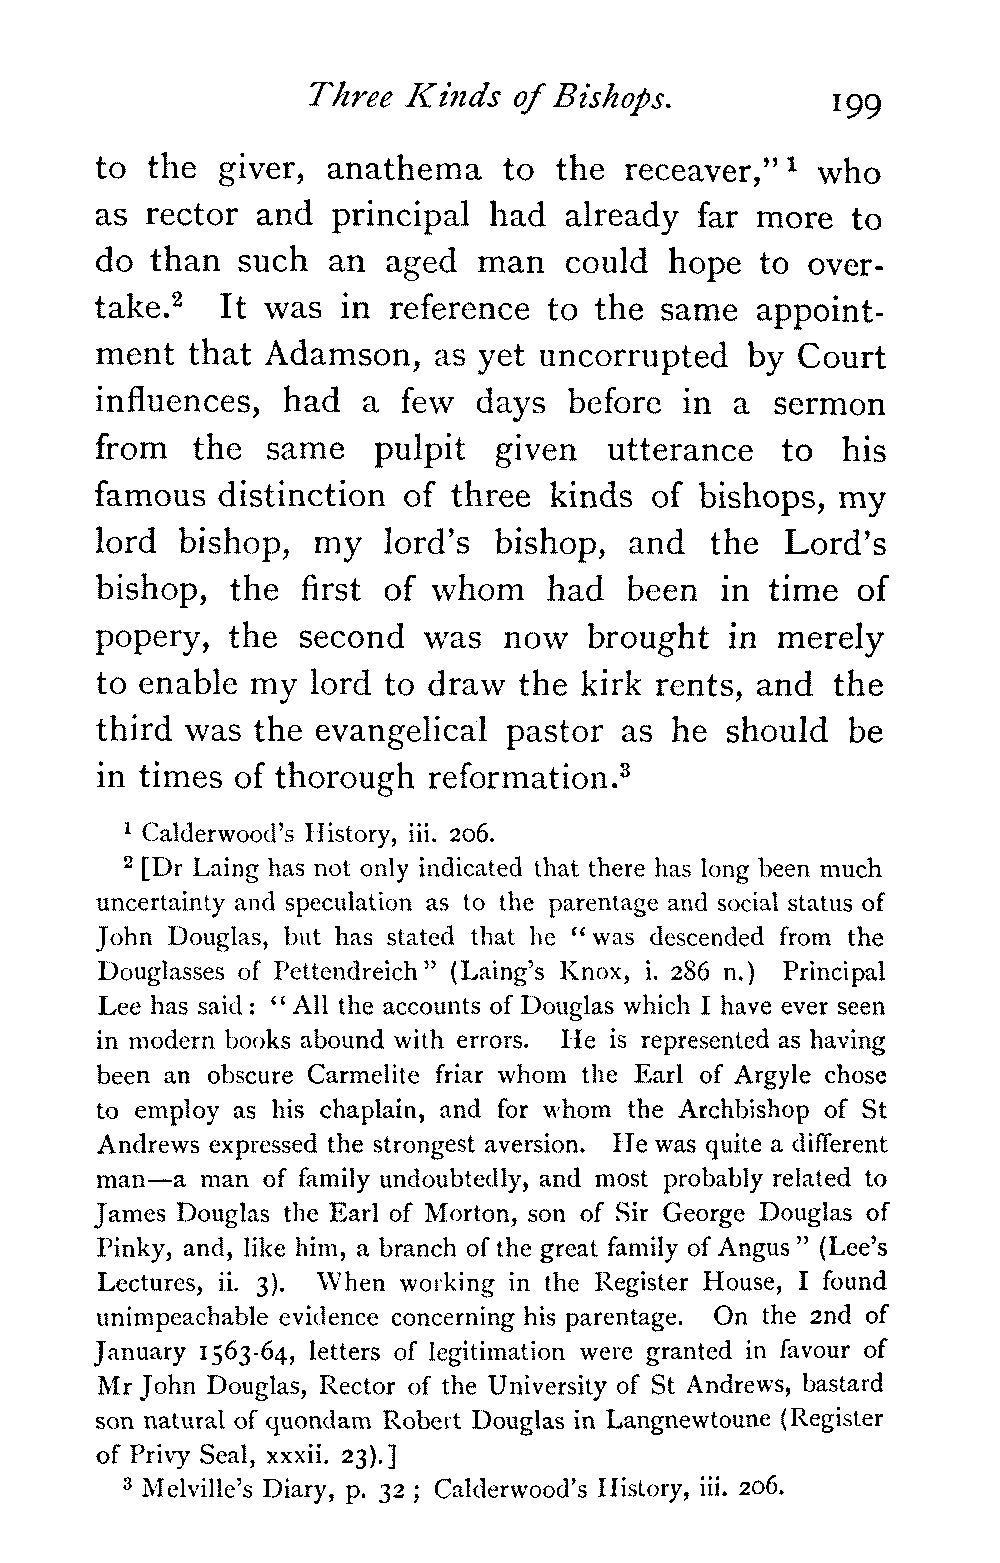 Three Kinds of Bishops. 199
to the giver, anathema to the receaver," ¹ who
as rector and principal had already far more to
do than such an aged man could hope to over-
take.² It was in reference to the same appoint-
ment that Adamson, as yet uncorrupted by Court
influences, had a few days before in a sermon
from the same pulpit given utterance to his
famous distinction of three kinds of bishops, my
lord bishop, my lord's bishop, and the Lord's
bishop, the first of whom had been in time of
popery, the second was now brought in merely
to enable my lord to draw the kirk rents, and the
third was the evangelical pastor as he should be
in times of thorough reformation.³
¹ Calderwood's History, iii. 206.
² [Dr Laing has not only indicated that there has long been much
uncertainty and speculation as to the parentage and social status of
John Douglas, but has stated that he "was descended from the
Douglasses of Pettendreich" (Laing's Knox, i. 286 n.) Principal
Lee has said: "All the accounts of Douglas which I have ever seen
in modern books abound with errors. He is represented as having
been an obscure Carmelite friar whom the Earl of Argyle chose
to employ as his chaplain, and for whom the Archbishop of St
Andrews expressed the strongest aversion. He was quite a different
man—a man of family undoubtedly, and most probably related to
James Douglas the Earl of Morton, son of Sir George Douglas of
Pinky, and, like him, a branch of the great family of Angus" (Lee's
Lectures, ii. 3). When working in the Register House, I found
unimpeachable evidence concerning his parentage. On the 2nd of
January 1563-64, letters of legitimation were granted in favour of
Mr John Douglas, Rector of the University of St Andrews, bastard
son natural of quondam Robert Douglas in Langnewtoune (Register
of Privy Seal, xxxii. 23).]
³ Melville's Diary, p. 32; Calderwood's History, iii. 206.